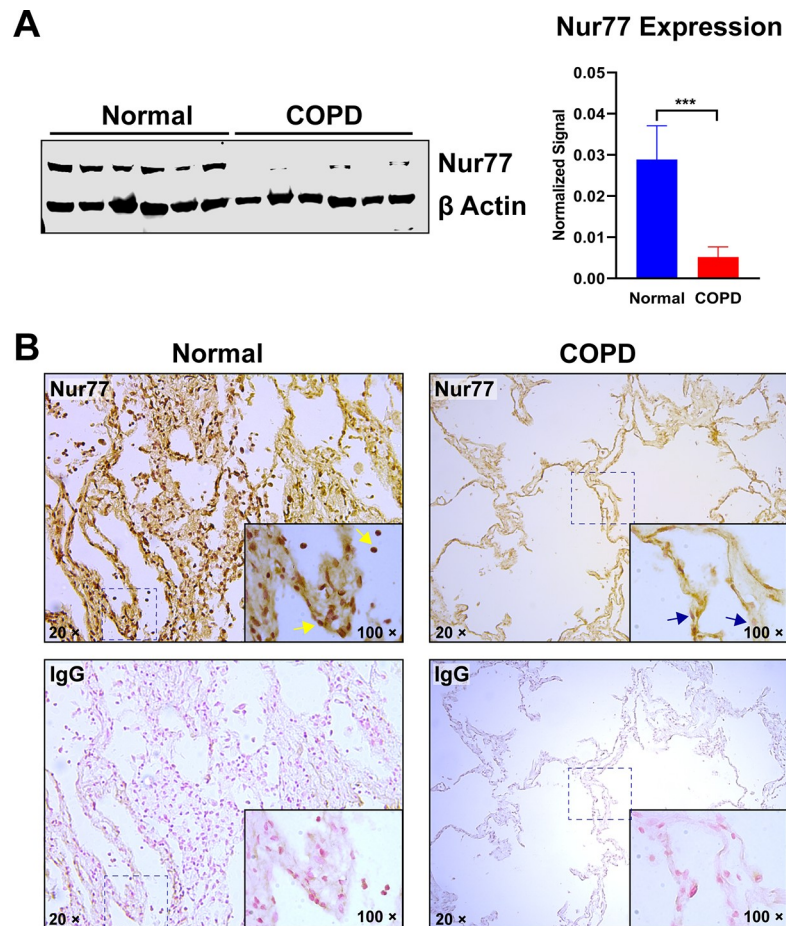 A
Normal COPD
Nur77
β Actin
Nur77 Expression
Normalized Signal
0.05
0.04
0.03
0.02
0.01
0.00
***
Normal COPD
B
Normal COPD
Nur77 Nur77
20 × 100 × 20 × 100 ×
IgG IgG
20 × 100 × 20 × 100 ×